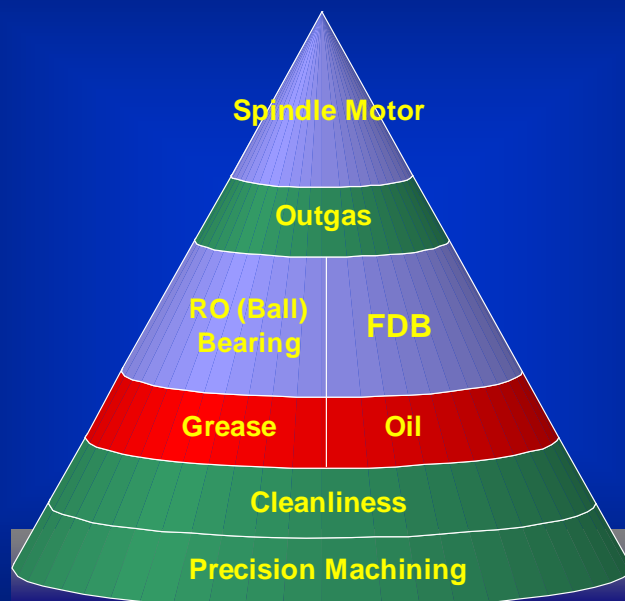 Spindle Motor
Outgas
RO (Ball)
Bearing
FDB
Grease
Oil
Cleanliness
Precision Machining